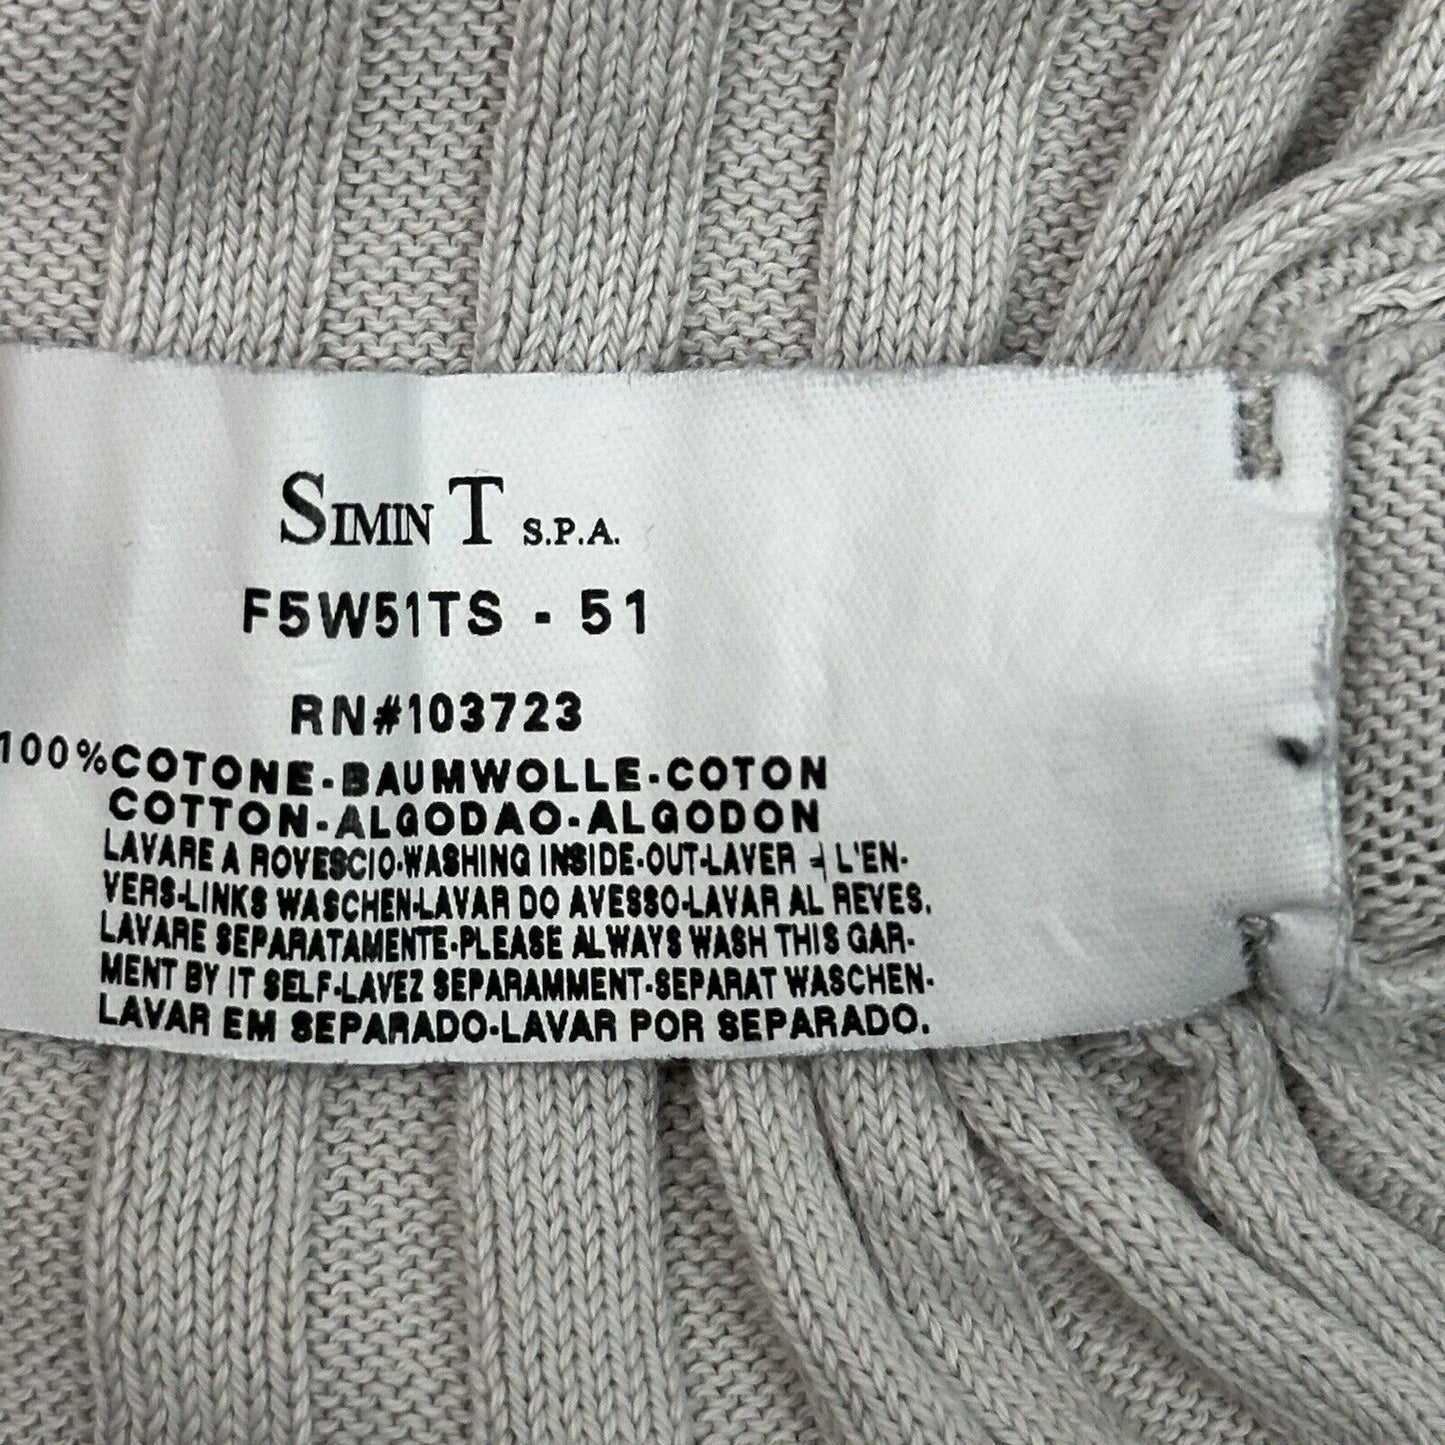 SIMIN T S.P.A.
F5W51TS - 51
RN#103723
100%COTONE-BAUMWOLLE-COTON
COTTON-ALGODAO-ALGODON
LAVARE A ROVESCIO-WASHING INSIDE-OUT-LAVER L'EN-
VERS-LINKS WASCHEN-LAVAR DO AVESSO-LAVAR AL REVES.
LAVARE SEPARATAMENTE-PLEASE ALWAYS WASH THIS GAR-
MENT BY IT SELF-LAVEZ SEPARAMMENT-SEPARAT WASCHEN-
LAVAR EM SEPARADO-LAVAR POR SEPARADO.